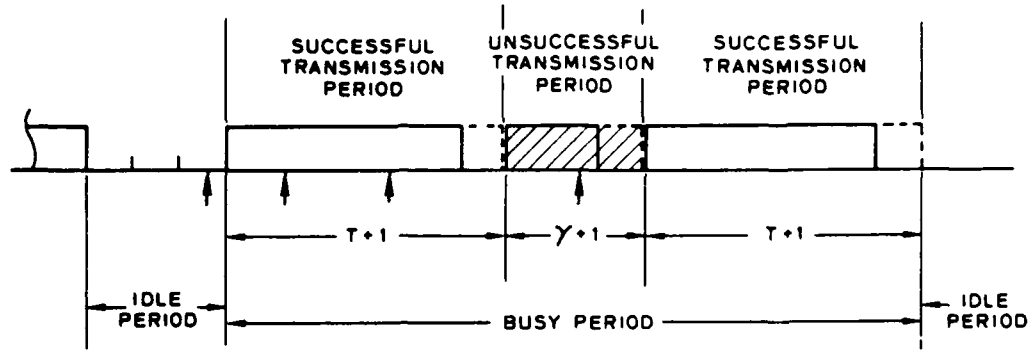 SUCCESSFUL
TRANSMISSION
PERIOD
UNSUCCESSFUL
TRANSMISSION
PERIOD
SUCCESSFUL
TRANSMISSION
PERIOD
T+1
γ+1
T+1
IDLE
PERIOD
BUSY PERIOD
IDLE
PERIOD